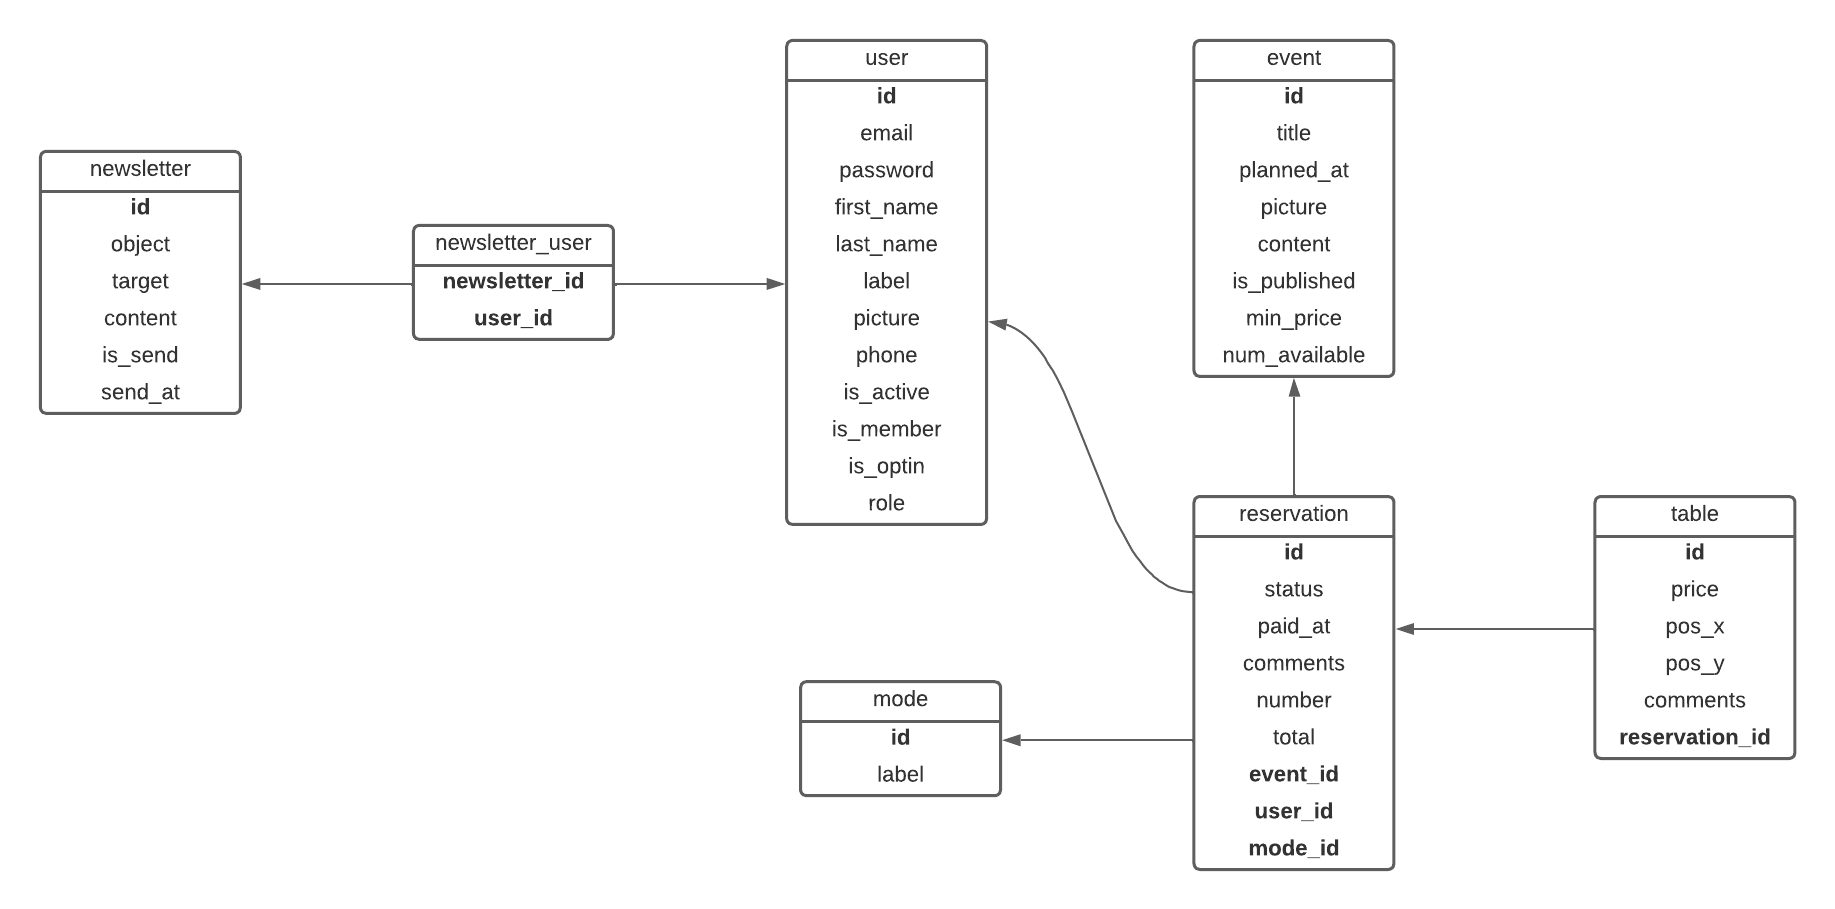 newsletter
id
object
target
content
is_send
send_at
newsletter_user
newsletter_id
user_id
user
id
email
password
first_name
last_name
label
picture
phone
is_active
is_member
is_optin
role
mode
id
label
event
id
title
planned_at
picture
content
is_published
min_price
num_available
reservation
id
status
paid_at
comments
number
total
event_id
user_id
mode_id
table
id
price
pos_x
pos_y
comments
reservation_id